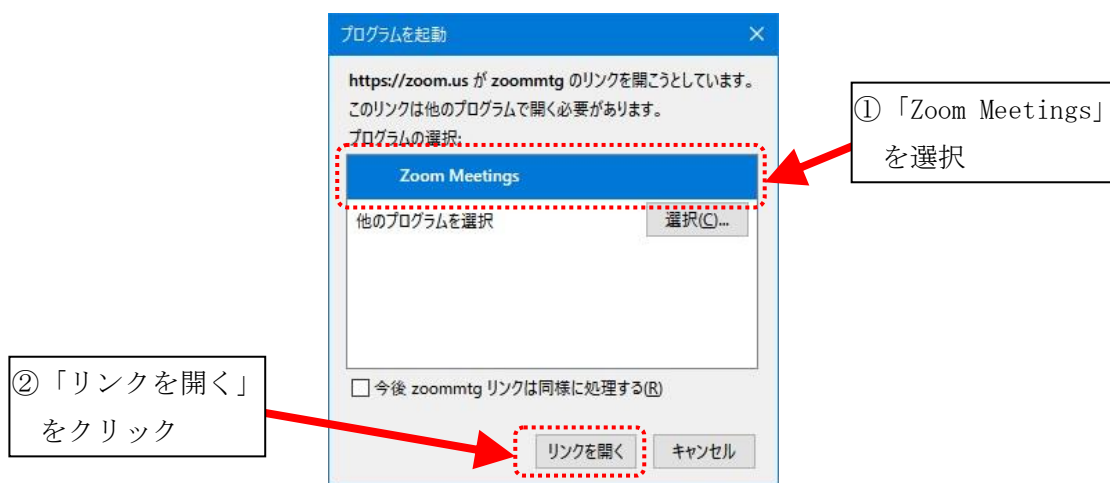 プログラムを起動
https://zoom.us が zoommtg のリンクを開こうとしています。
このリンクは他のプログラムで開く必要があります。
プログラムの選択:
Zoom Meetings
他のプログラムを選択
選択(C)...
今後 zoommtg リンクは同様に処理する(R)
リンクを開く
キャンセル
①「Zoom Meetings」
を選択
②「リンクを開く」
をクリック